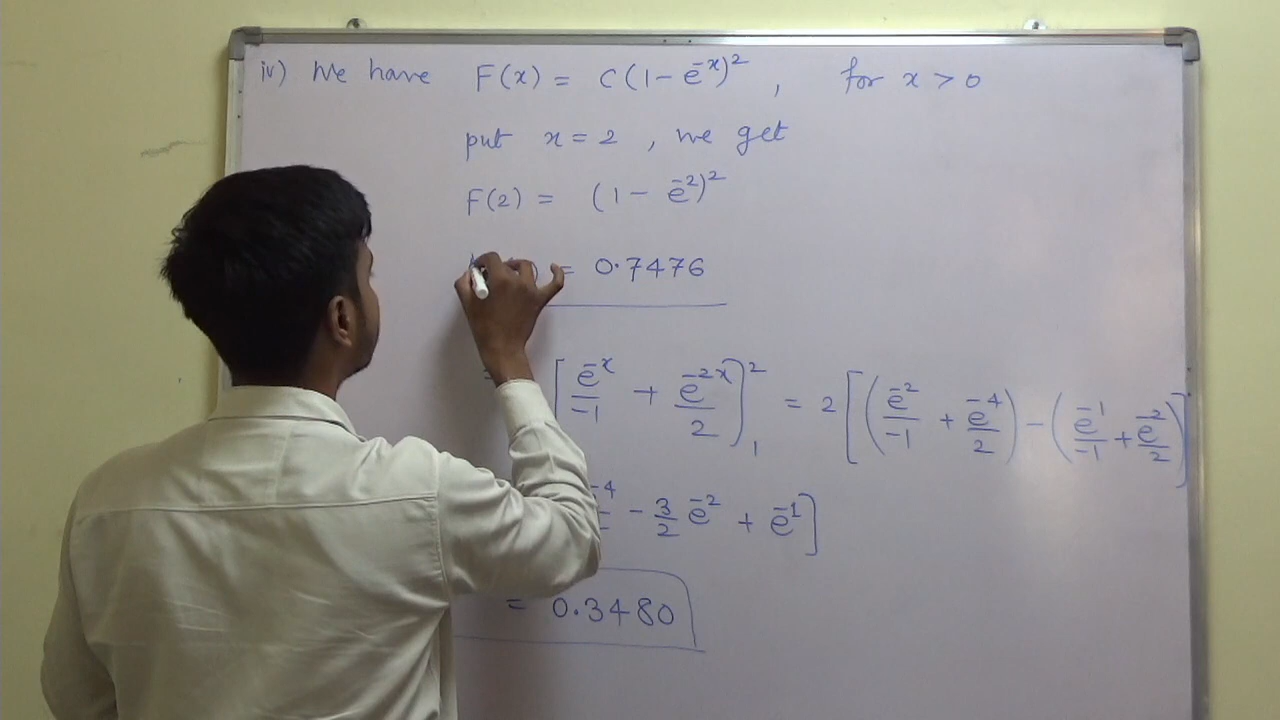 iv) We have F(x) = C(1 - e^-x)^2 , for x > 0
put x = 2 , we get
F(2) = (1 - e^-2)^2
= 0.7476
[e^-x/-1 + e^-2x/2]^2_1 = 2[(e^-2/-1 + e^-4/2) - (e^-1/-1 + e^-2/2)]
- 3/2 e^-2 + e^-1]
= 0.3480